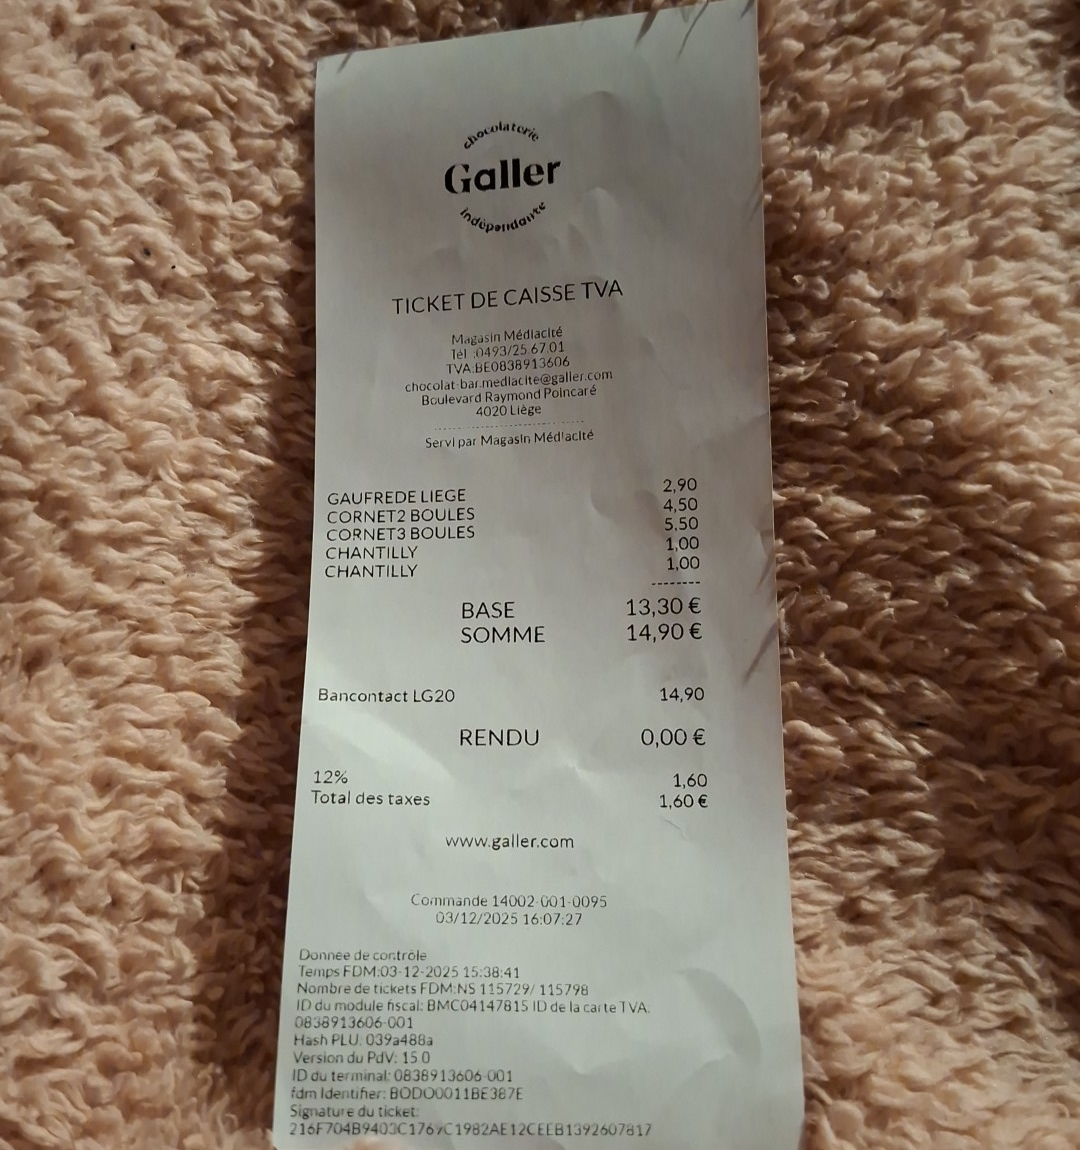 chocolaterie
Galler
indépendante
TICKET DE CAISSE TVA
Magasin Médiacité
Tél :0493/25.67.01
TVA:BE0838913606
chocolat-bar.mediacite@galler.com
Boulevard Raymond Poincaré
4020 Liège
Servi par Magasin Médiacité
GAUFRE DE LIEGE 2,90
CORNET 2 BOULES 4,50
CORNET 3 BOULES 5,50
CHANTILLY 1,00
CHANTILLY 1,00
BASE 13,30 €
SOMME 14,90 €
Bancontact LG20 14,90
RENDU 0,00 €
12% 1,60
Total des taxes 1,60 €
www.galler.com
Commande 14002-001-0095
03/12/2025 16:07:27
Donnée de contrôle
Temps FDM:03-12-2025 15:38:41
Nombre de tickets FDM:NS 115729/ 115798
ID du module fiscal: BMC04147815 ID de la carte TVA:
0838913606-001
Hash PLU: 039a488a
Version du PdV: 15.0
ID du terminal: 0838913606-001
fdm Identifier: BODO0011BE387E
Signature du ticket: